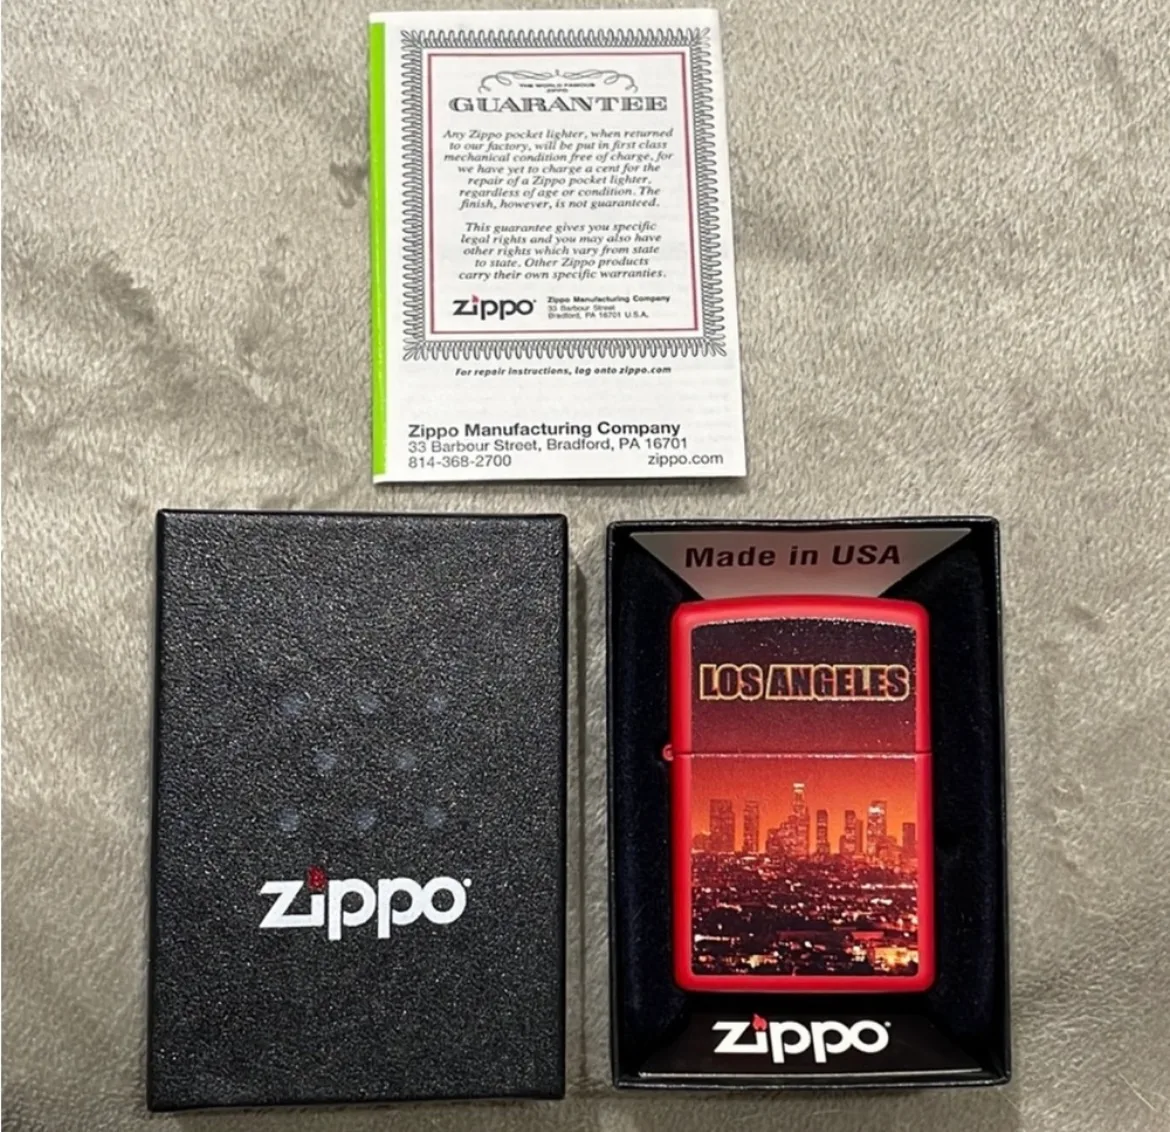 THE WORLD FAMOUS
ZIPPO
GUARANTEE
Any Zippo pocket lighter, when returned
to our factory, will be put in first class
mechanical condition free of charge, for
we have yet to charge a cent for the
repair of a Zippo pocket lighter,
regardless of age or condition. The
finish, however, is not guaranteed.
This guarantee gives you specific
legal rights and you may also have
other rights which vary from state
to state. Other Zippo products
carry their own specific warranties.
zippo Zippo Manufacturing Company
33 Barbour Street
Bradford, PA 16701 U.S.A.
For repair instructions, log onto zippo.com
Zippo Manufacturing Company
33 Barbour Street, Bradford, PA 16701
814-368-2700 zippo.com
zippo
Made in USA
LOS ANGELES
zippo